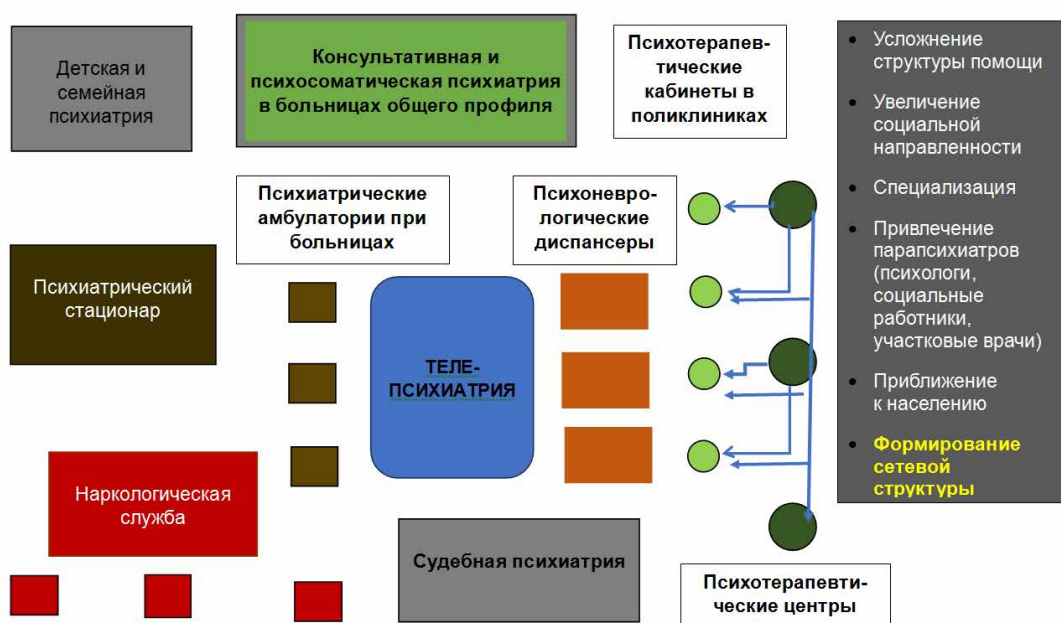 Детская и
семейная
психиатрия
Консультативная и
психосоматическая психиатрия
в больницах общего профиля
Психотерапев-
тические
кабинеты в
поликлиниках
Психиатрические
амбулатории при
больницах
Психоневро-
логические
диспансеры
Психиатрический
стационар
ТЕЛЕ-
ПСИХИАТРИЯ
Наркологическая
служба
Судебная психиатрия
Психотерапевти-
ческие центры
• Усложнение
структуры помощи
• Увеличение
социальной
направленности
• Специализация
• Привлечение
парапсихиатров
(психологи,
социальные
работники,
участковые врачи)
• Приближение
к населению
• Формирование
сетевой
структуры